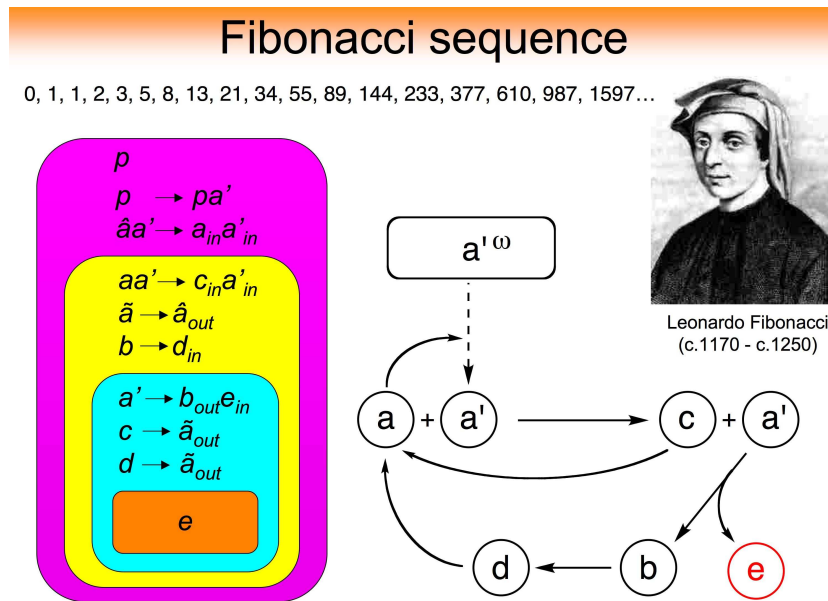 Fibonacci sequence
0, 1, 1, 2, 3, 5, 8, 13, 21, 34, 55, 89, 144, 233, 377, 610, 987, 1597…
p
p → pa’
âa’ → a_in a’_in
aa’ → c_in a’_in
ã → â_out
b → d_in
a’ → b_out e_in
c → ã_out
d → ã_out
e
a'^ω
a + a' → c + a'
d b e
Leonardo Fibonacci
(c.1170 - c.1250)